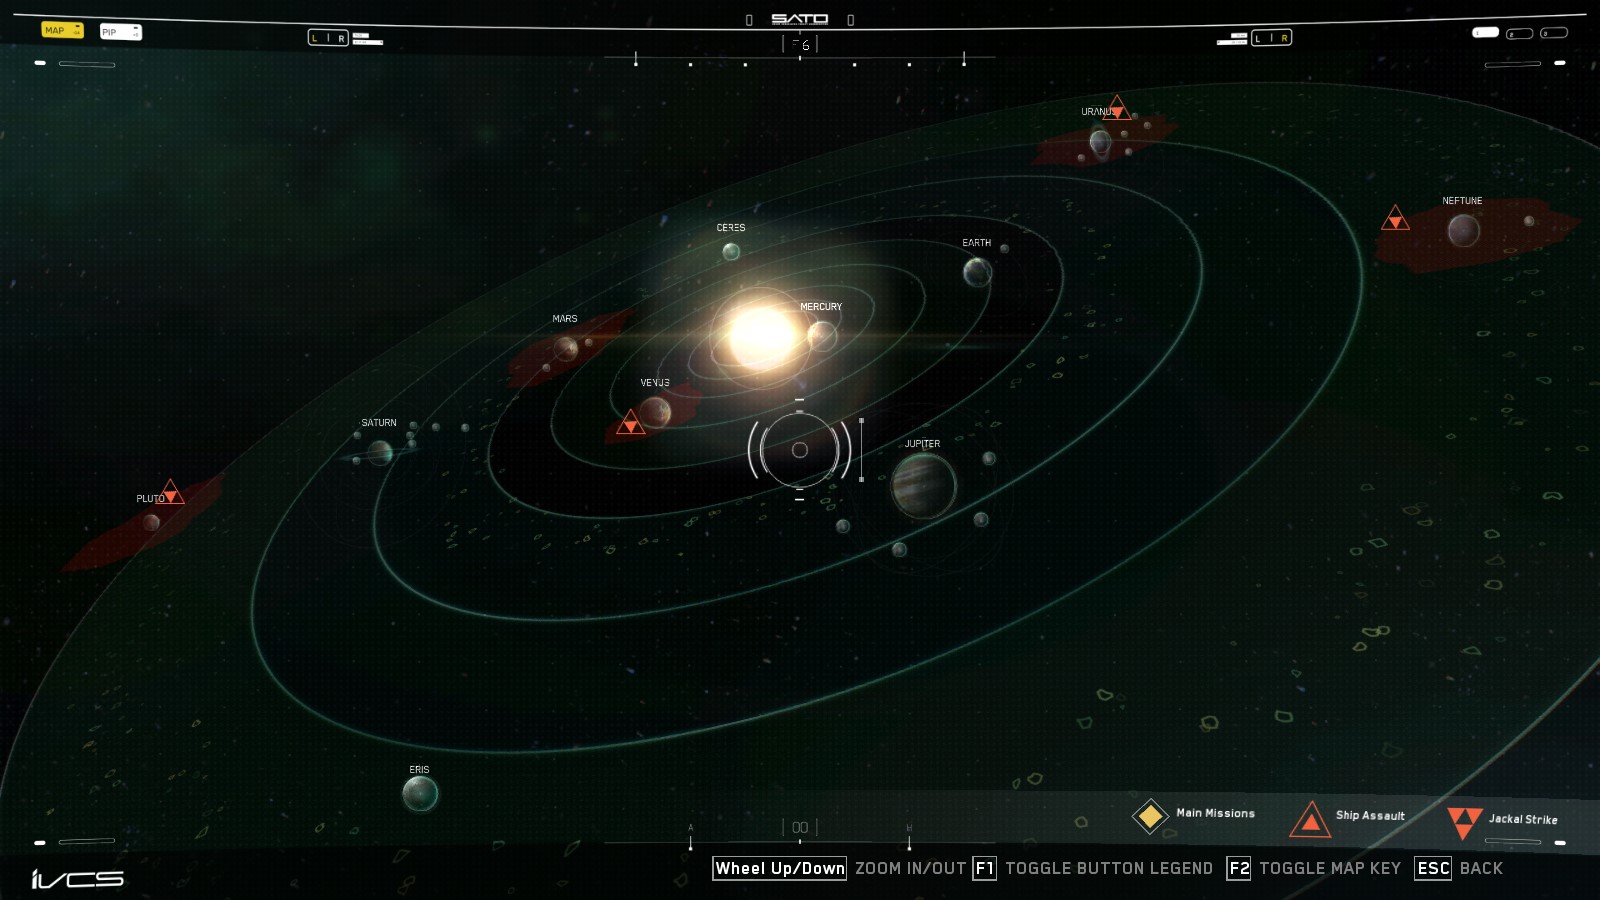 SATO
MAP
PIP
L | R
L | R
6
URANUS
NEPTUNE
CERES
EARTH
MERCURY
MARS
VENUS
SATURN
JUPITER
PLUTO
ERIS
Main Missions
Ship Assault
Jackal Strike
00
A
Wheel Up/Down ZOOM IN/OUT F1 TOGGLE BUTTON LEGEND F2 TOGGLE MAP KEY ESC BACK